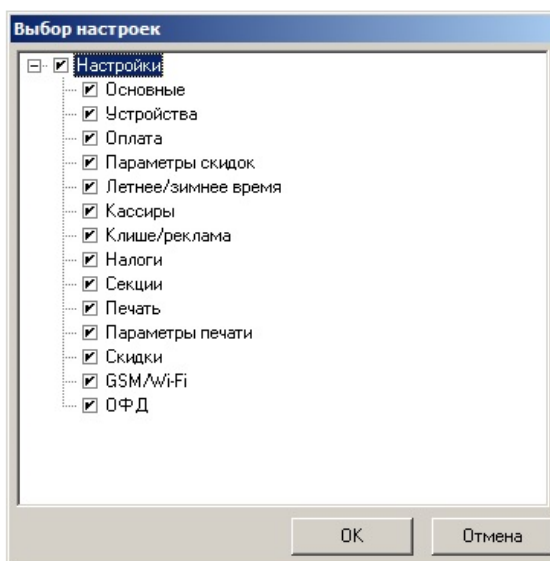 Выбор настроек
Настройки
Основные
Устройства
Оплата
Параметры скидок
Летнее/зимнее время
Кассиры
Клише/реклама
Налоги
Секции
Печать
Параметры печати
Скидки
GSM/Wi-Fi
ОФД
OK
Отмена